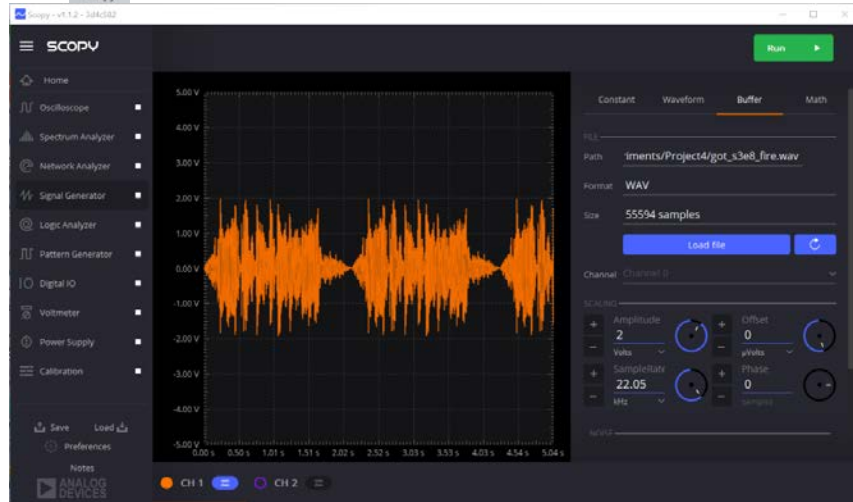 Scopy - v1.1.2 - 3d4c502
SCOPY
Run
Home
Oscilloscope
Spectrum Analyzer
Network Analyzer
Signal Generator
Logic Analyzer
Pattern Generator
Digital IO
Voltmeter
Power Supply
Calibration
Save Load
Preferences
Notes
ANALOG
DEVICES
5.00 V
4.00 V
3.00 V
2.00 V
1.00 V
0.00 V
-1.00 V
-2.00 V
-3.00 V
-4.00 V
-5.00 V
0.00 s 0.50 s 1.01 s 1.51 s 2.02 s 2.52 s 3.03 s 3.53 s 4.03 s 4.54 s 5.04 s
CH 1 CH 2
Constant Waveform Buffer Math
FILE
Path iments/Project4/got_s3e8_fire.wav
Format WAV
Size 55594 samples
Load file
Channel Channel 0
SCALING
Amplitude Offset
2 0
Volts µVolts
SampleRate Phase
22.05 0
kHz samples
NOISE